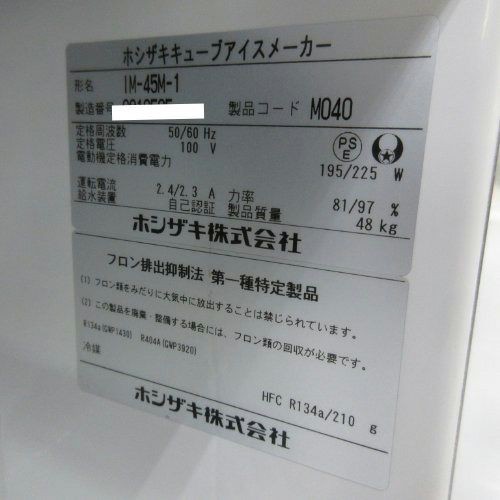 ホシザキキューブアイスメーカー
形名 IM-45M-1
製造番号 製品コード M040
定格周波数 50/60 Hz
定格電圧 100 V
電動機定格消費電力 195/225 W
PS
E
運転電流 2.4/2.3 A 力率 81/97 %
給水装置 自己認証 製品質量 48 kg
ホシザキ株式会社
フロン排出抑制法 第一種特定製品
(1) フロン類をみだりに大気中に放出することは禁じられています。
(2) この製品を廃棄・整備する場合には、フロン類の回収が必要です。
R134a(GWP1430) R404A(GWP3920)
冷媒 HFC R134a/210 g
ホシザキ株式会社